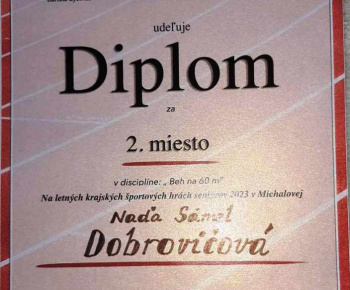 udeľuje
Diplom
za
2. miesto
v disciplíne: „ Beh na 60 m"
Na letných krajských športových hrách seniorov 2023 v Michalovej
Naďa
Dobrovičová